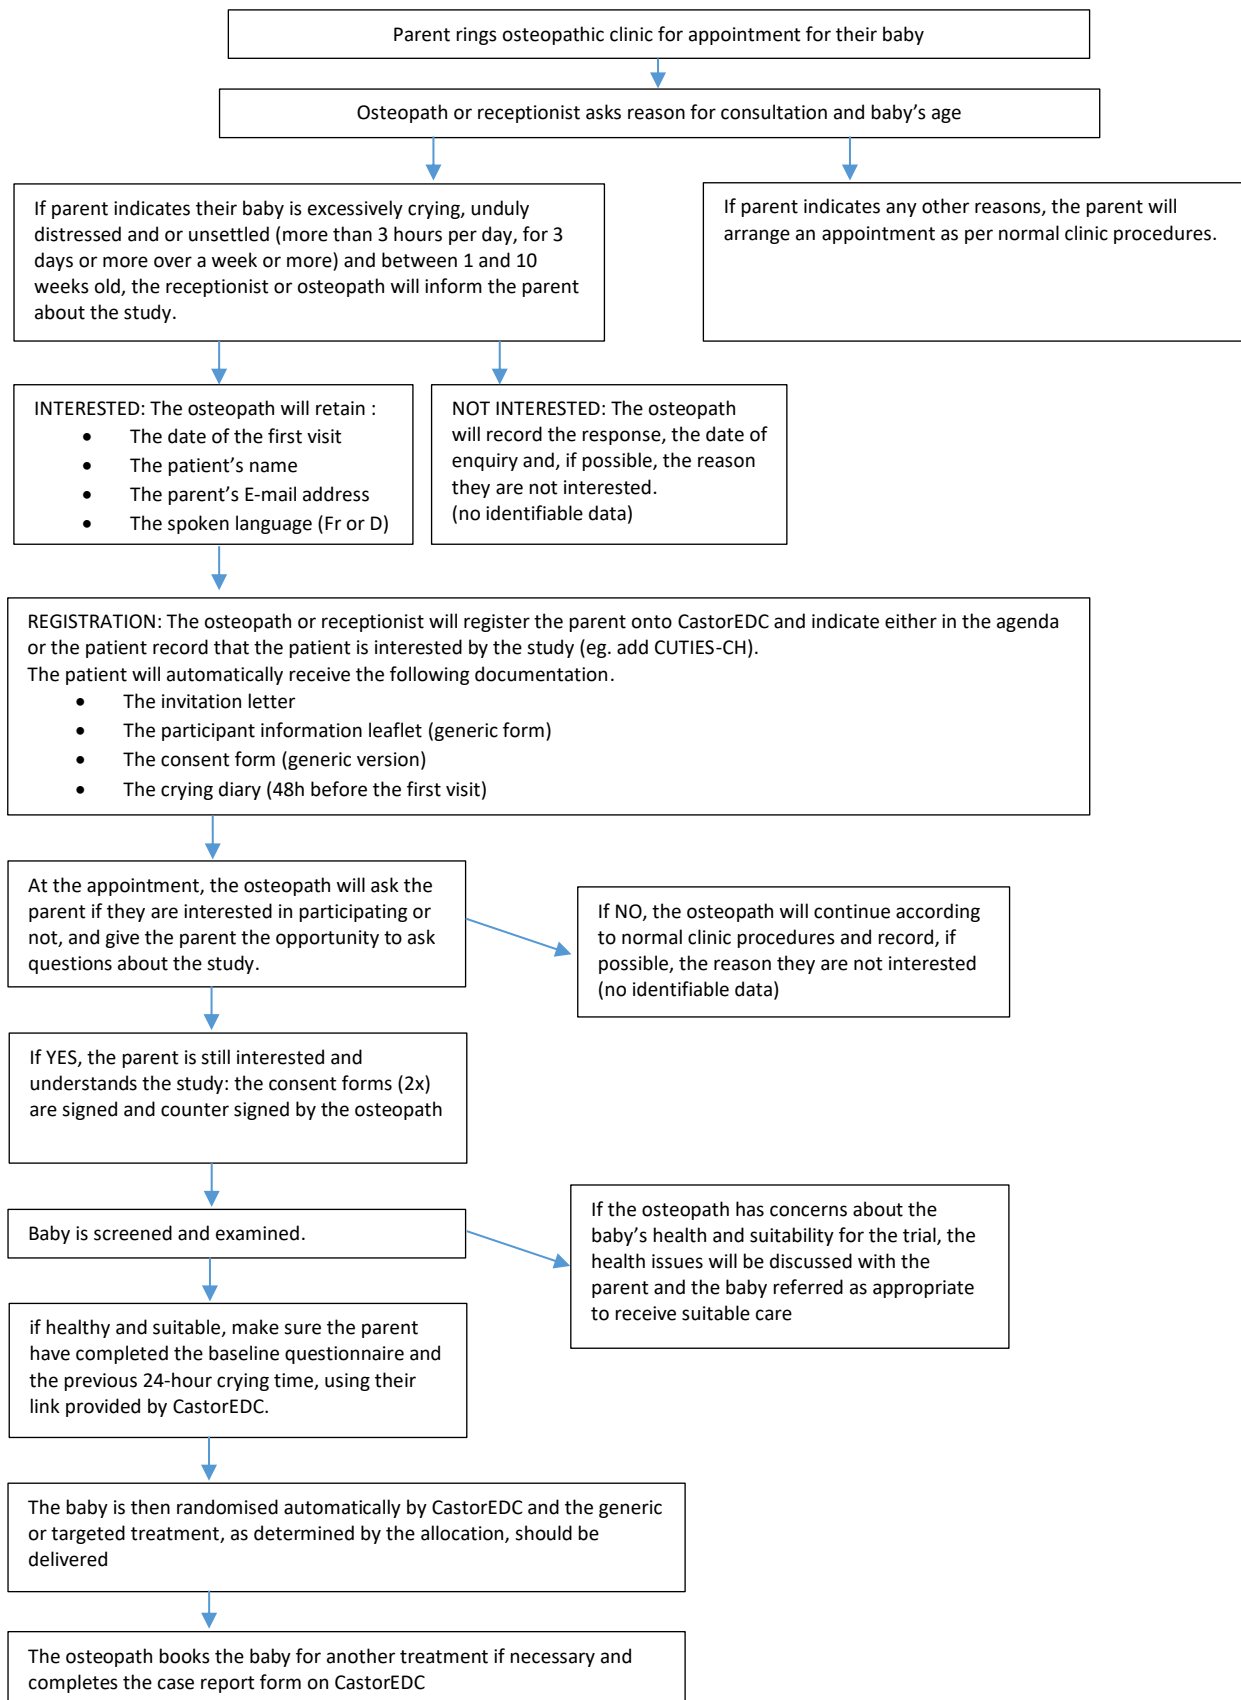 Parent rings osteopathic clinic for appointment for their baby
Osteopath or receptionist asks reason for consultation and baby's age
If parent indicates their baby is excessively crying, unduly
distressed and or unsettled (more than 3 hours per day, for 3
days or more over a week or more) and between 1 and 10
weeks old, the receptionist or osteopath will inform the parent
about the study.
If parent indicates any other reasons, the parent will
arrange an appointment as per normal clinic procedures.
INTERESTED: The osteopath will retain :
• The date of the first visit
• The patient's name
• The parent's E-mail address
• The spoken language (Fr or D)
NOT INTERESTED: The osteopath
will record the response, the date of
enquiry and, if possible, the reason
they are not interested.
(no identifiable data)
REGISTRATION: The osteopath or receptionist will register the parent onto CastorEDC and indicate either in the agenda
or the patient record that the patient is interested by the study (eg. add CUTIES-CH).
The patient will automatically receive the following documentation.
• The invitation letter
• The participant information leaflet (generic form)
• The consent form (generic version)
• The crying diary (48h before the first visit)
At the appointment, the osteopath will ask the
parent if they are interested in participating or
not, and give the parent the opportunity to ask
questions about the study.
If NO, the osteopath will continue according
to normal clinic procedures and record, if
possible, the reason they are not interested
(no identifiable data)
If YES, the parent is still interested and
understands the study: the consent forms (2x)
are signed and counter signed by the osteopath
Baby is screened and examined.
If the osteopath has concerns about the
baby's health and suitability for the trial, the
health issues will be discussed with the
parent and the baby referred as appropriate
to receive suitable care
if healthy and suitable, make sure the parent
have completed the baseline questionnaire and
the previous 24-hour crying time, using their
link provided by CastorEDC.
The baby is then randomised automatically by CastorEDC and the generic
or targeted treatment, as determined by the allocation, should be
delivered
The osteopath books the baby for another treatment if necessary and
completes the case report form on CastorEDC